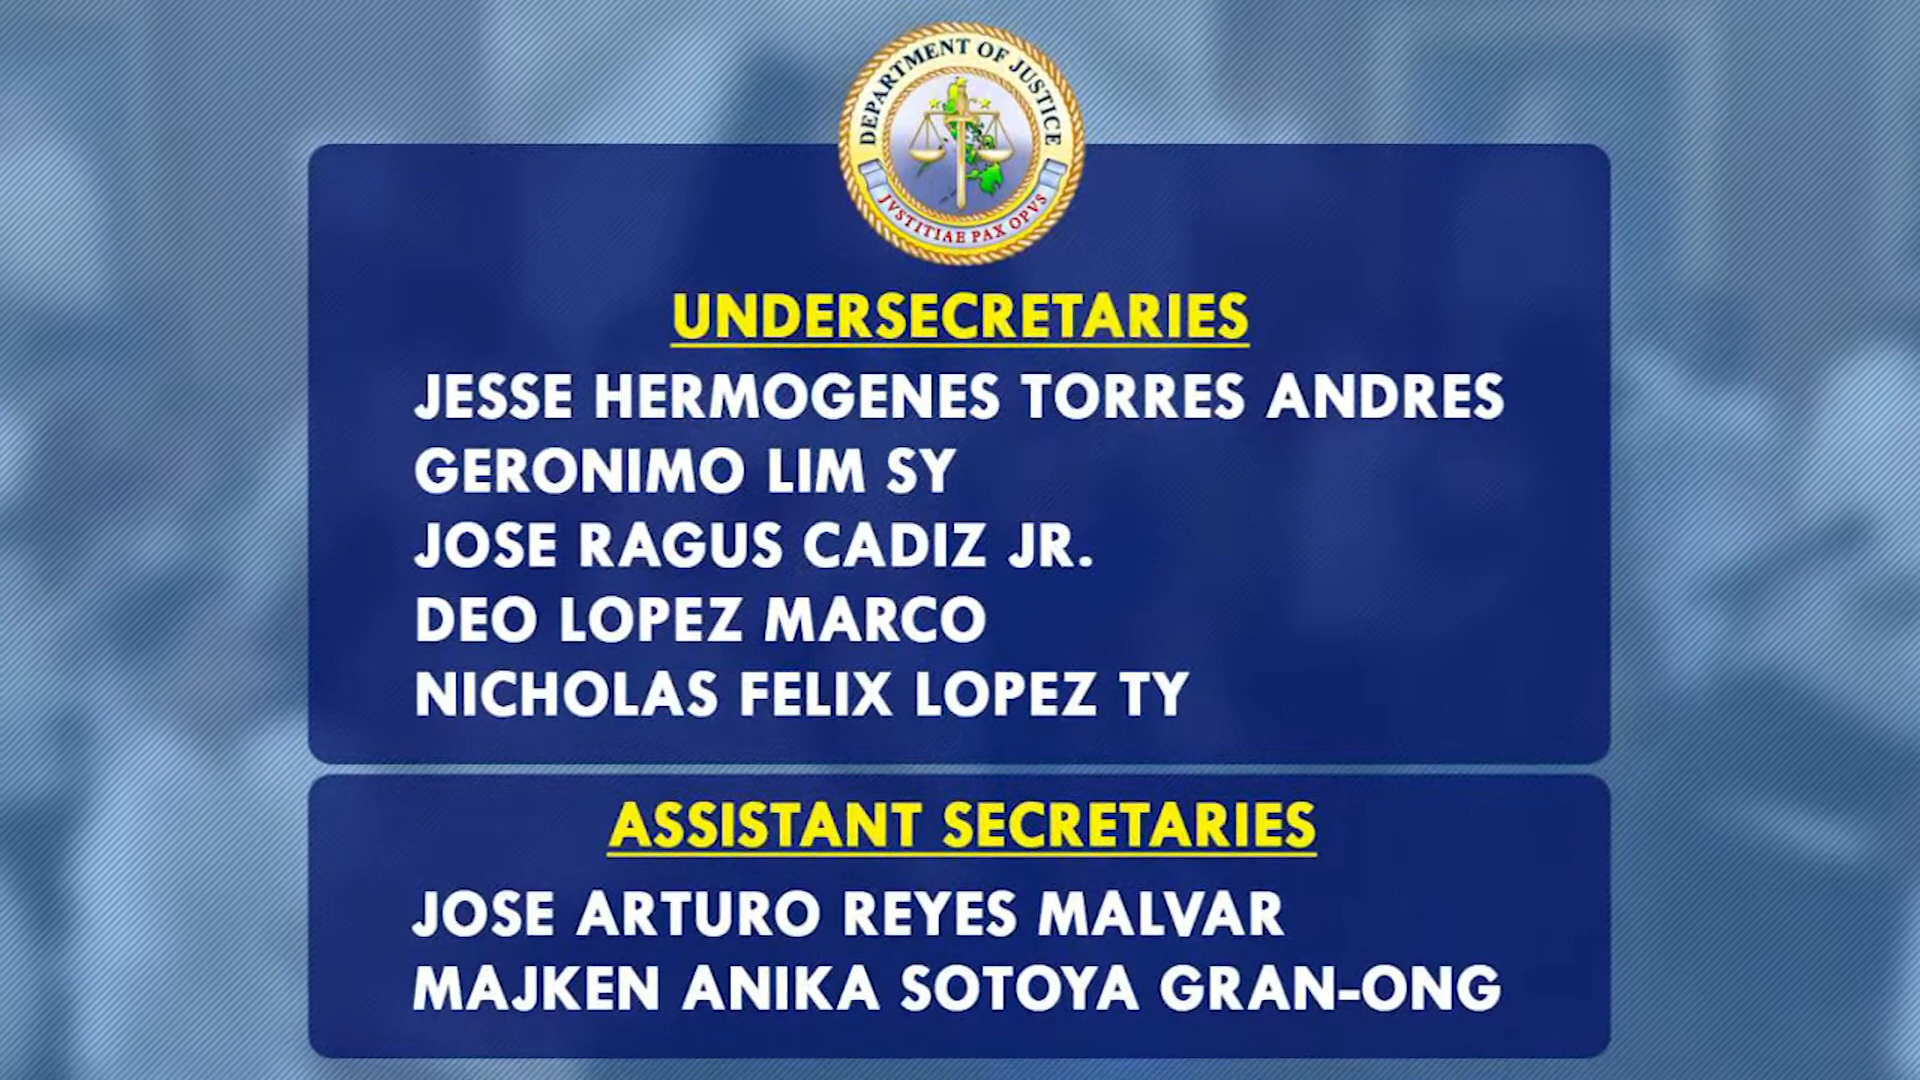 DEPARTMENT OF JUSTICE
JVSTITIAE PAX OPVS
UNDERSECRETARIES
JESSE HERMOGENES TORRES ANDRES
GERONIMO LIM SY
JOSE RAGUS CADIZ JR.
DEO LOPEZ MARCO
NICHOLAS FELIX LOPEZ TY
ASSISTANT SECRETARIES
JOSE ARTURO REYES MALVAR
MAJKEN ANIKA SOTOYA GRAN-ONG